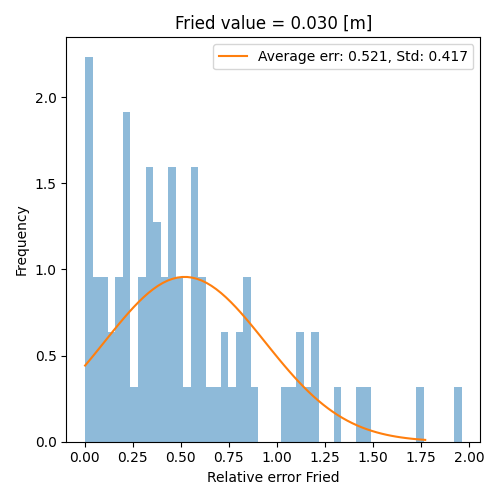 Fried value = 0.030 [m]
Average err: 0.521, Std: 0.417
2.0
1.5
1.0
0.5
0.0
Frequency
0.00 0.25 0.50 0.75 1.00 1.25 1.50 1.75 2.00
Relative error Fried